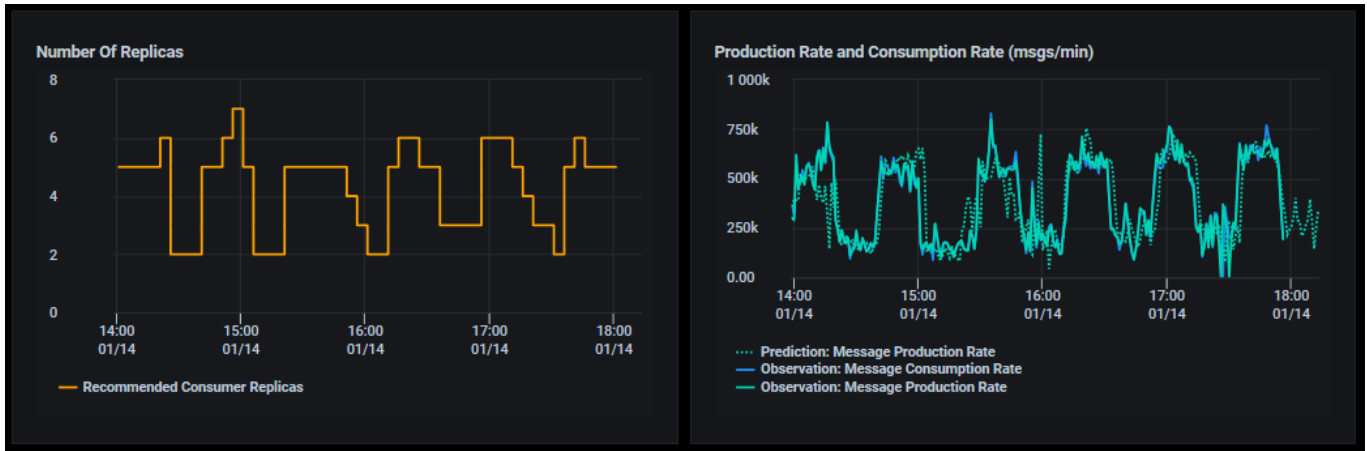 Number Of Replicas
8
6
4
2
0
14:00 15:00 16:00 17:00 18:00
01/14 01/14 01/14 01/14 01/14
Recommended Consumer Replicas
Production Rate and Consumption Rate (msgs/min)
1 000k
750k
500k
250k
0.00
14:00 15:00 16:00 17:00 18:00
01/14 01/14 01/14 01/14 01/14
Prediction: Message Production Rate
Observation: Message Consumption Rate
Observation: Message Production Rate